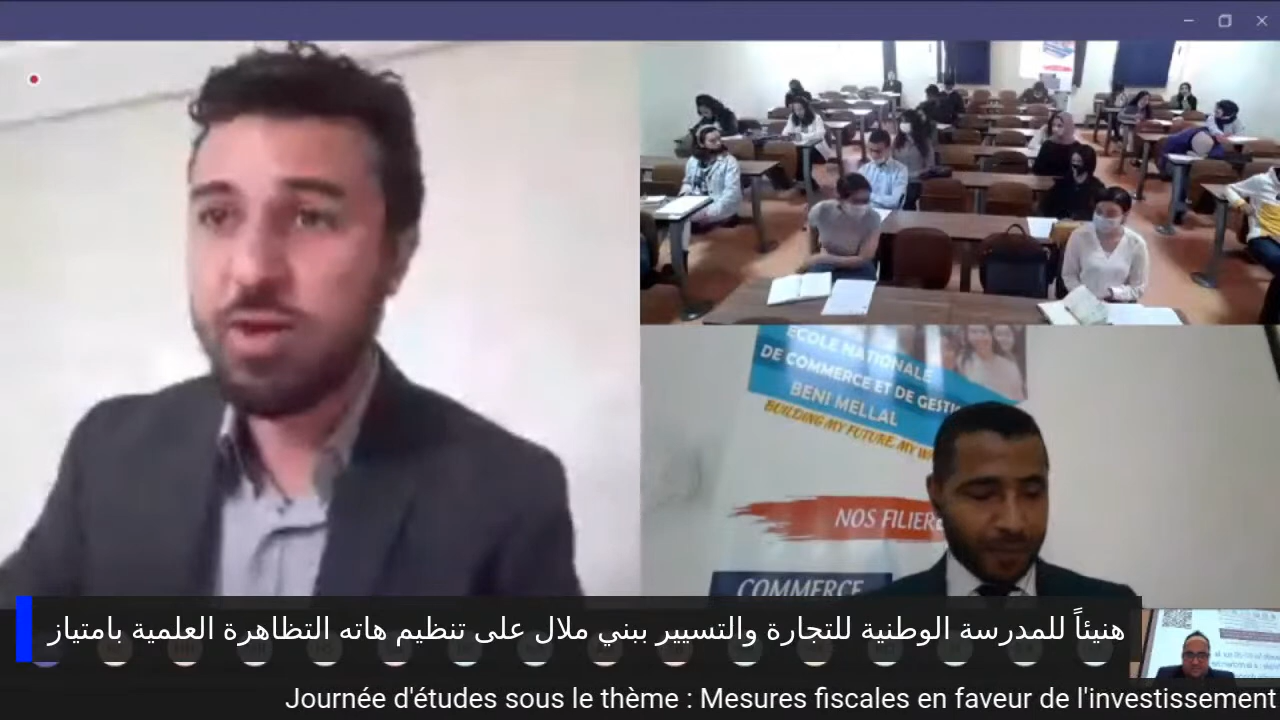 ECOLE NATIONALE
DE COMMERCE ET DE GESTI
BENI MELLAL
BUILDING MY FUTURE, MY
NOS FILIER
COMMERCE
هنيئاً للمدرسة الوطنية للتجارة والتسيير ببني ملال على تنظيم هاته التظاهرة العلمية بامتياز
Journée d'études sous le thème : Mesures fiscales en faveur de l'investissement